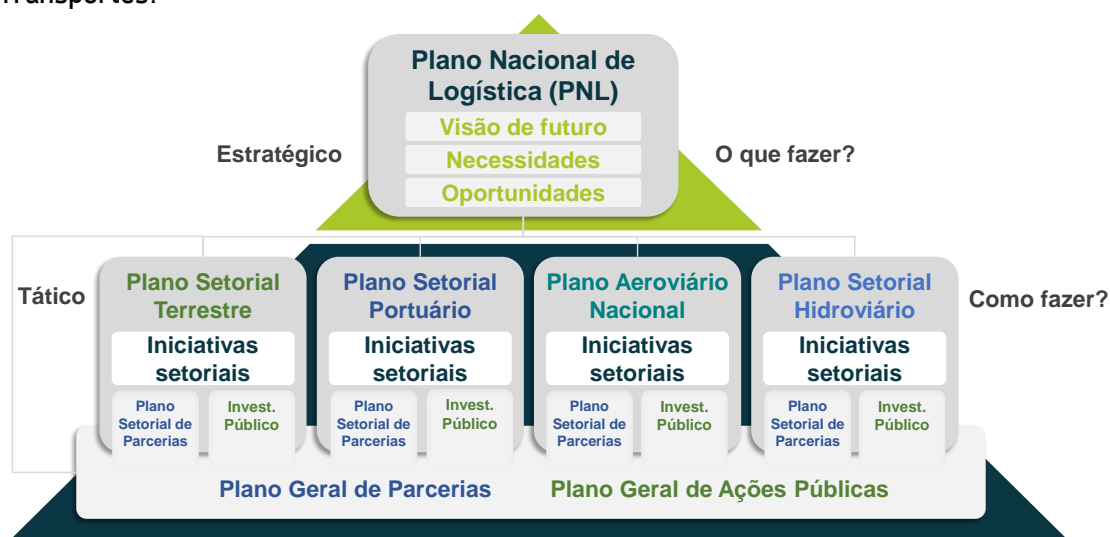 Transportes.
Plano Nacional de
Logística (PNL)
Visão de futuro
Estratégico
Necessidades
O que fazer?
Oportunidades
Tático
Plano Setorial
Terrestre
Iniciativas
setoriais
Plano
Setorial de
Parcerias
Invest.
Público
Plano Setorial
Portuário
Iniciativas
setoriais
Plano
Setorial de
Parcerias
Invest.
Público
Plano Aeroviário
Nacional
Iniciativas
setoriais
Plano
Setorial de
Parcerias
Invest.
Público
Plano Setorial
Hidroviário
Iniciativas
setoriais
Plano
Setorial de
Parcerias
Invest.
Público
Como fazer?
Plano Geral de Parcerias
Plano Geral de Ações Públicas